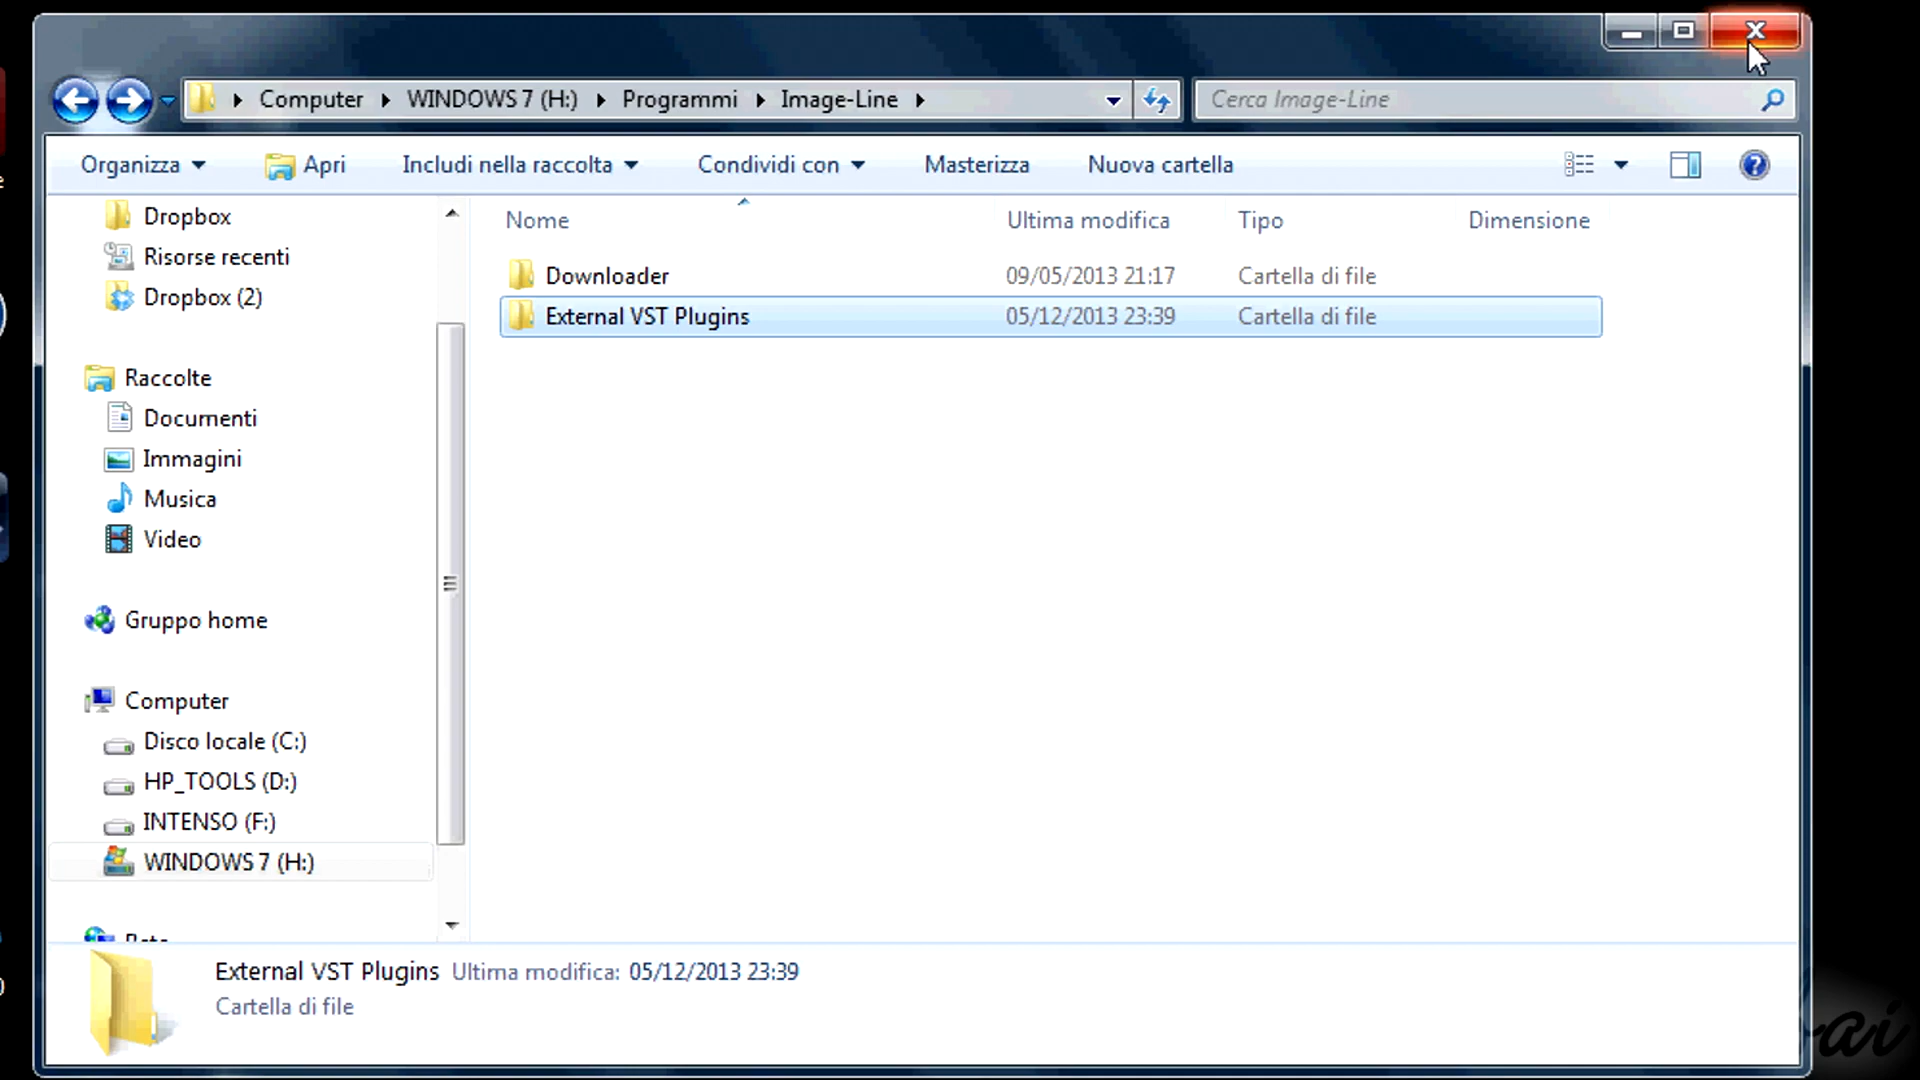 Computer WINDOWS 7 (H:) Programmi Image-Line
Cerca Image-Line
Organizza Apri Includi nella raccolta Condividi con Masterizza Nuova cartella
Dropbox
Risorse recenti
Dropbox (2)
Raccolte
Documenti
Immagini
Musica
Video
Gruppo home
Computer
Disco locale (C:)
HP_TOOLS (D:)
INTENSO (F:)
WINDOWS 7 (H:)
Nome Ultima modifica Tipo Dimensione
Downloader 09/05/2013 21:17 Cartella di file
External VST Plugins 05/12/2013 23:39 Cartella di file
External VST Plugins Ultima modifica: 05/12/2013 23:39
Cartella di file